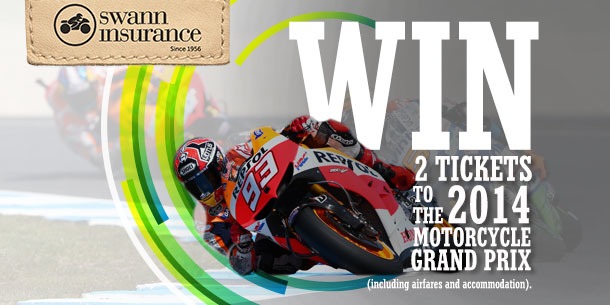 swann
insurance
Since 1956
WIN
2 TICKETS
TO
THE 2014
MOTORCYCLE
GRAND PRIX
(including airfares and accommodation).
93
REPSOL
REPSOL